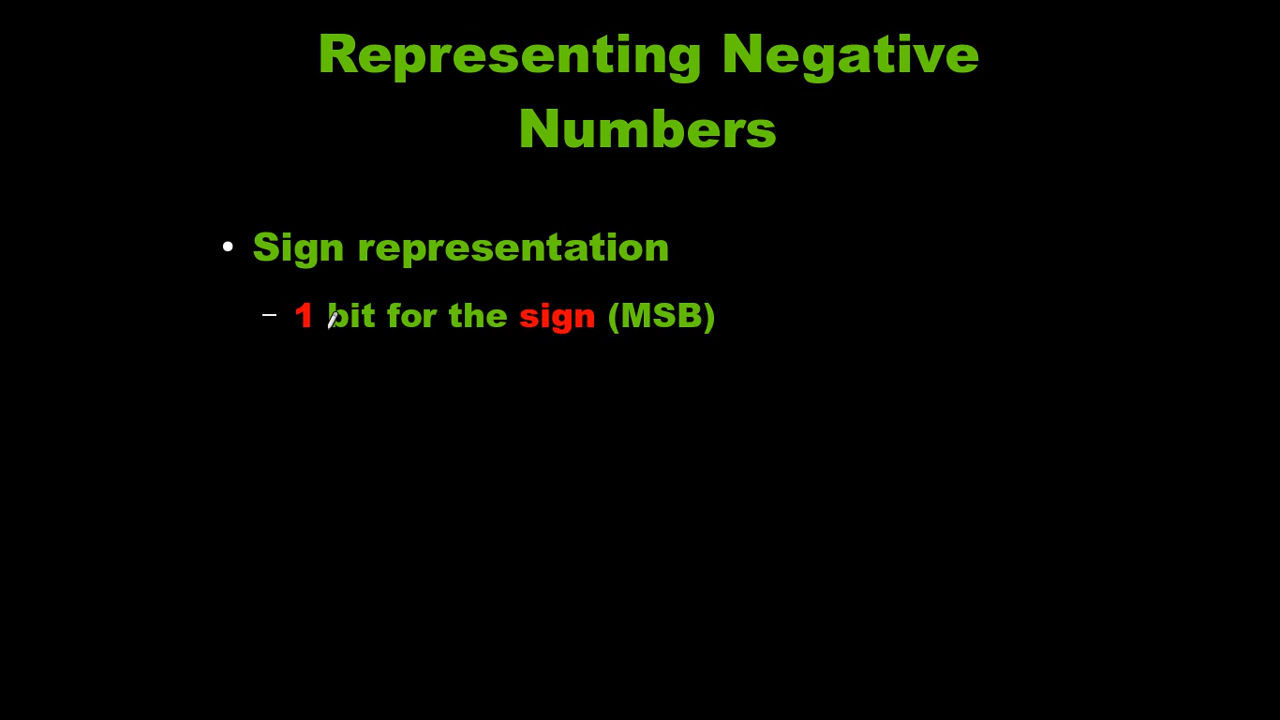 Representing Negative
Numbers
• Sign representation
– 1 bit for the sign (MSB)